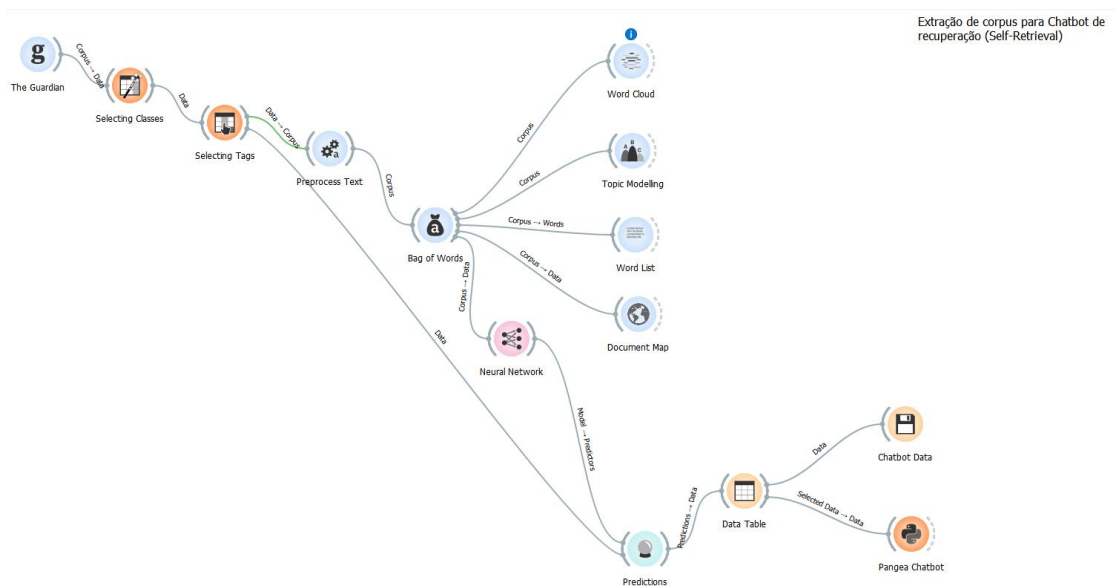 Extração de corpus para Chatbot de
recuperação (Self-Retrieval)
g
The Guardian
Corpus → Data
Selecting Classes
Data
Selecting Tags
Data → Corpus
a
Preprocess Text
Corpus
a
Bag of Words
Corpus
i
Word Cloud
Corpus
A B C
Topic Modelling
Corpus → Words
Word List
Corpus → Data
Document Map
Corpus → Data
Neural Network
Data
Model → Predictors
Predictions
Predictions → Data
Data Table
Data
Chatbot Data
Selected Data → Data
Pangea Chatbot